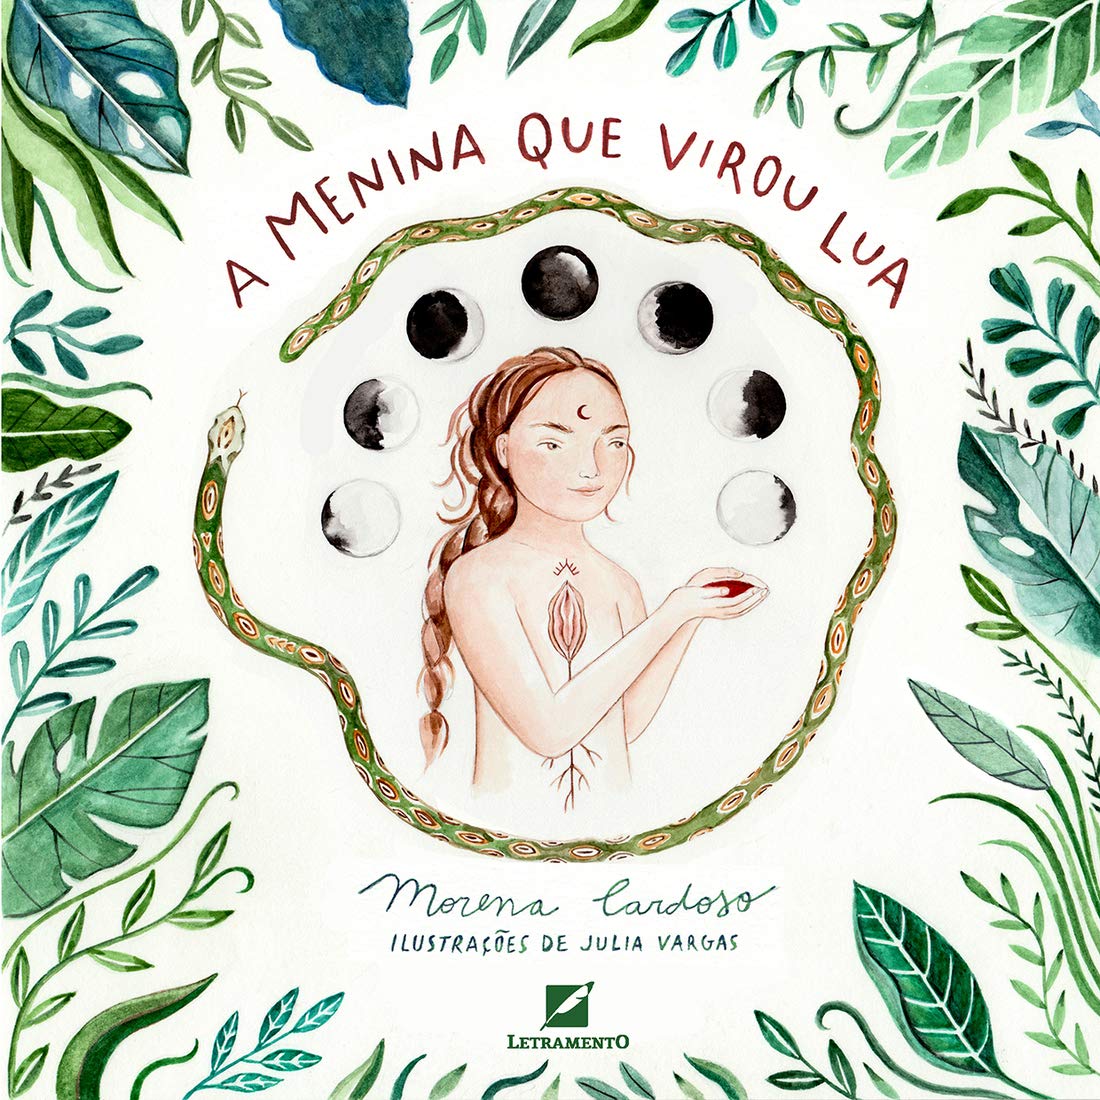 A MENINA QUE VIROU LUA
Morena Cardoso
ILUSTRAÇÕES DE JULIA VARGAS
LETRAMENTO